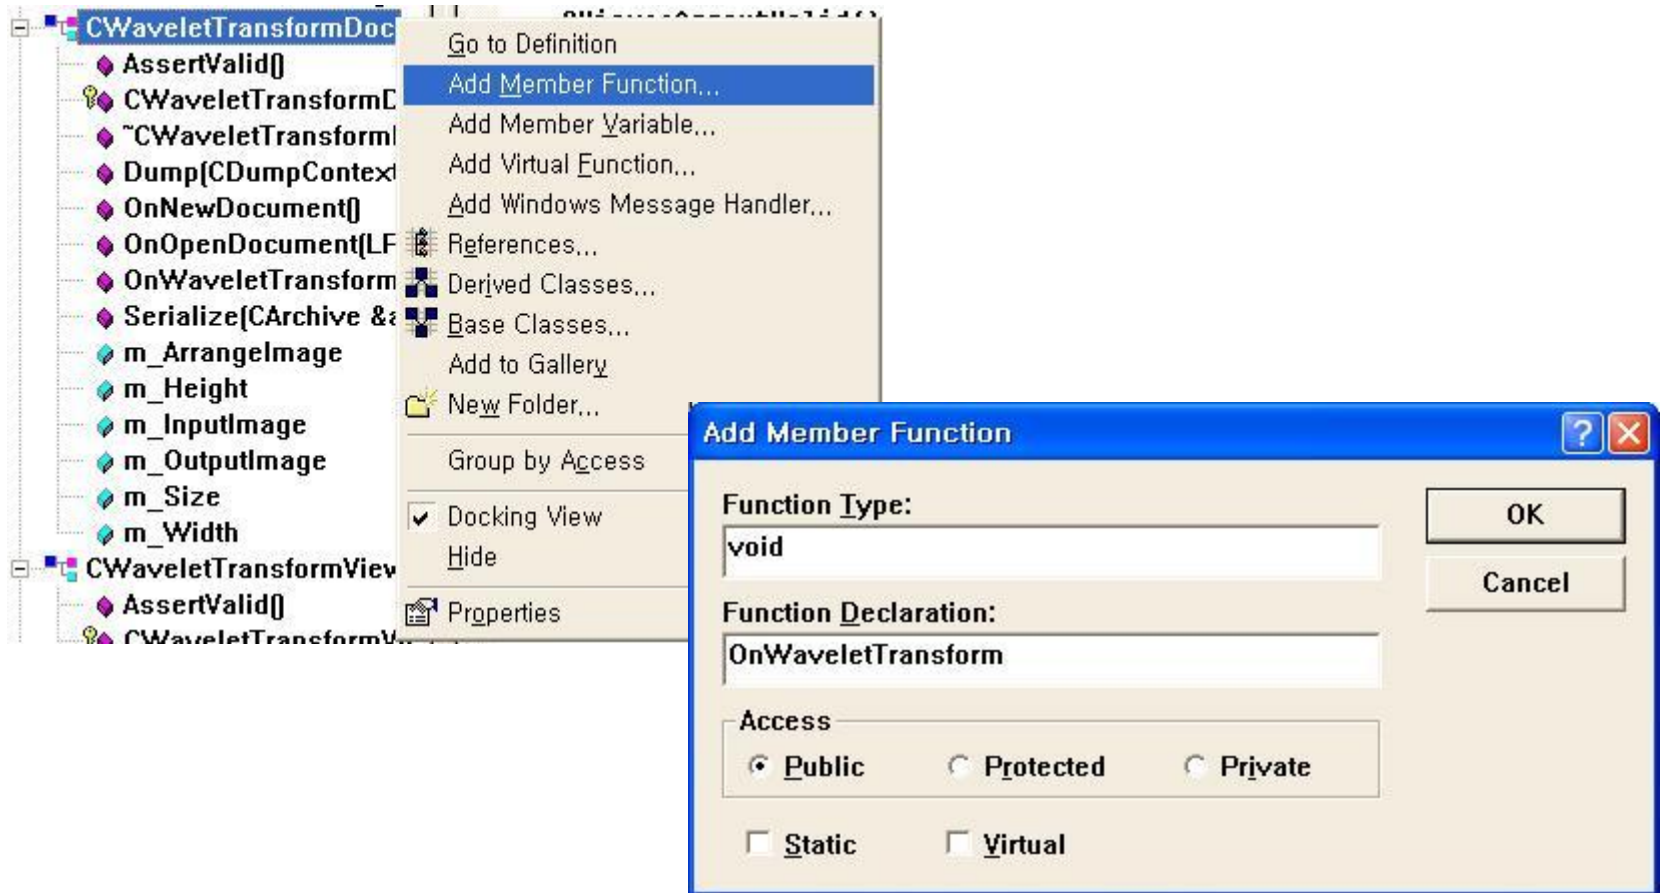 CWaveletTransformDoc
AssertValid()
CWaveletTransformD
~CWaveletTransform
Dump(CDumpContext
OnNewDocument()
OnOpenDocument(LP
OnWaveletTransform
Serialize(CArchive &a
m_ArrangeImage
m_Height
m_InputImage
m_OutputImage
m_Size
m_Width
CWaveletTransformView
AssertValid()
Go to Definition
Add Member Function...
Add Member Variable...
Add Virtual Function...
Add Windows Message Handler...
References...
Derived Classes...
Base Classes...
Add to Gallery
New Folder...
Group by Access
Docking View
Hide
Properties
Add Member Function
Function Type:
void
Function Declaration:
OnWaveletTransform
Access
Public Protected Private
Static Virtual
OK
Cancel